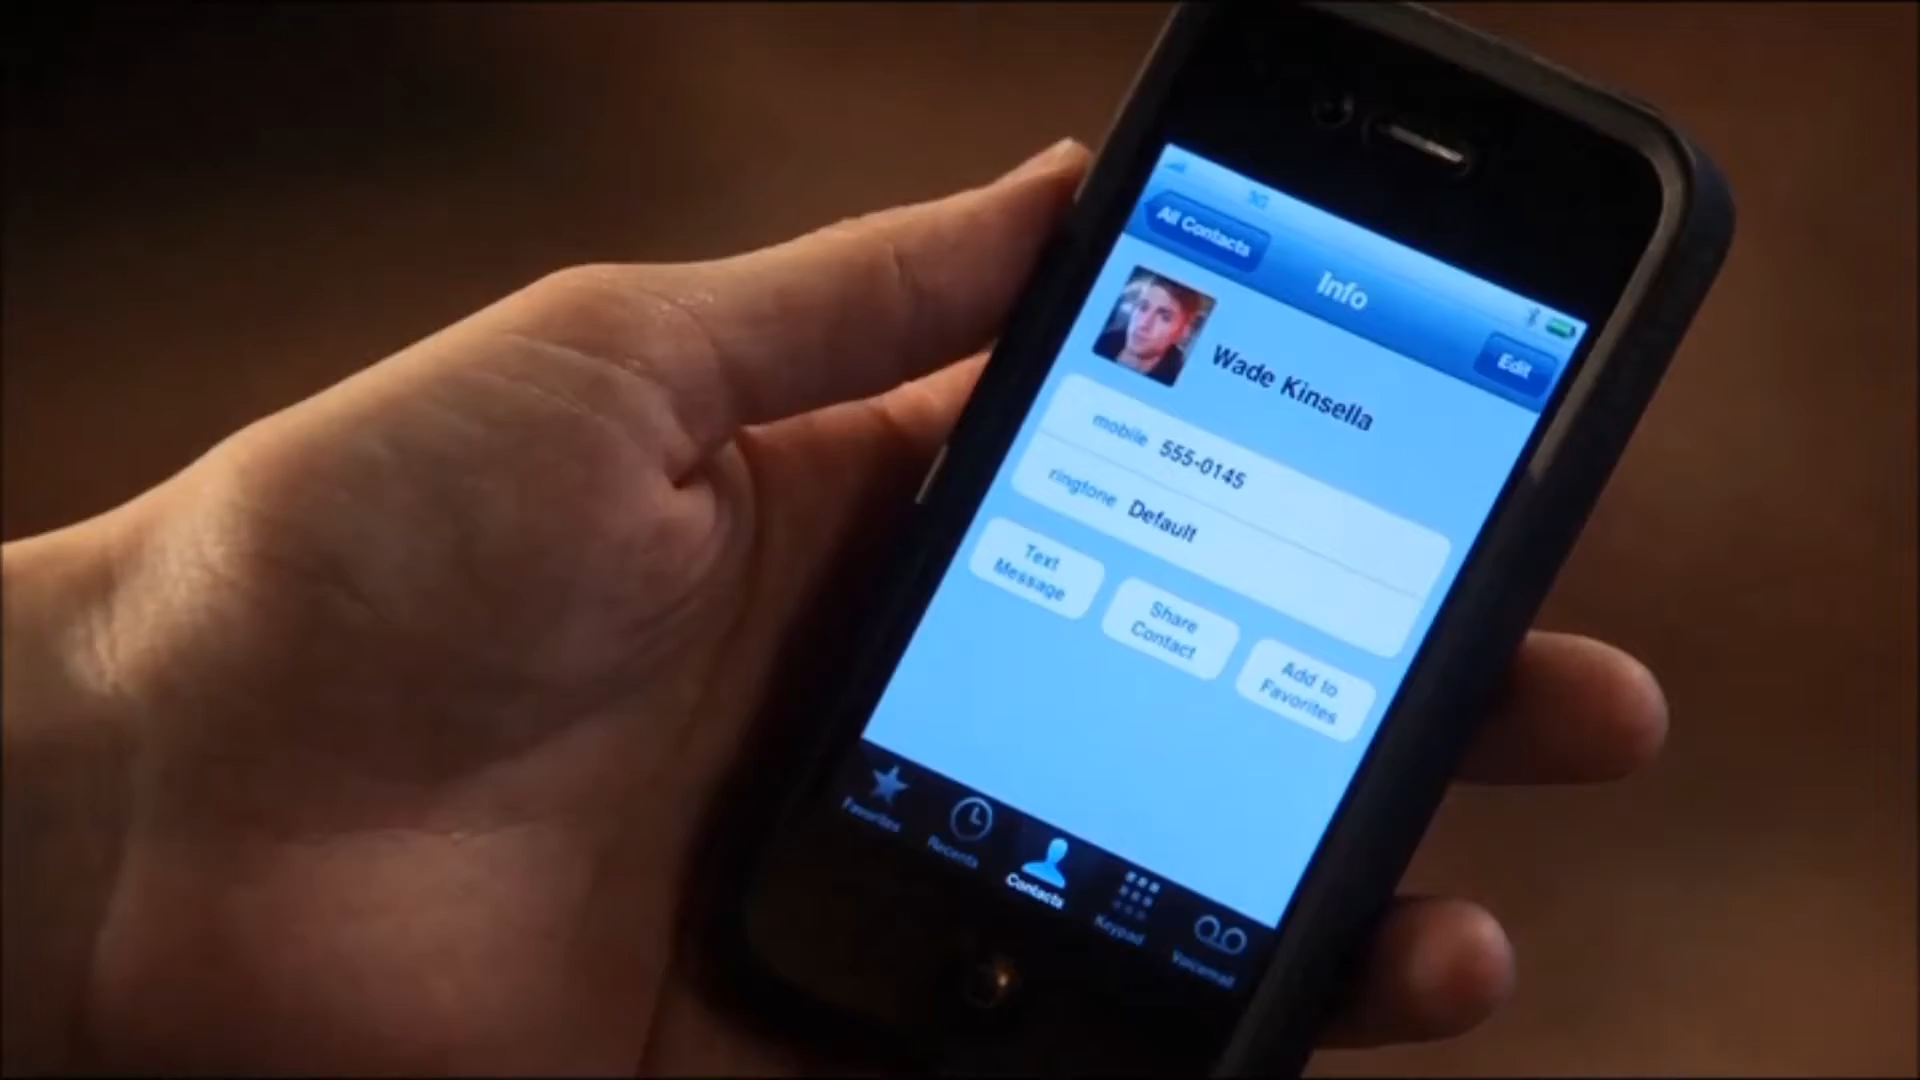 3G
All Contacts
Info
Edit
Wade Kinsella
mobile 555-0145
ringtone Default
Text
Message
Share
Contact
Add to
Favorites
Favorites
Recents
Contacts
Keypad
Voicemail